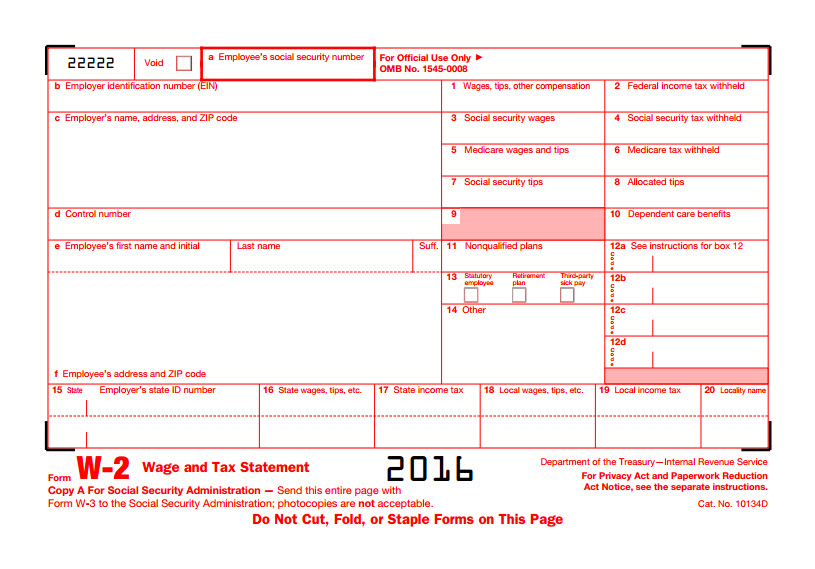 22222
Void
a Employee's social security number
For Official Use Only ►
OMB No. 1545-0008
b Employer identification number (EIN)
1 Wages, tips, other compensation
2 Federal income tax withheld
c Employer's name, address, and ZIP code
3 Social security wages
4 Social security tax withheld
5 Medicare wages and tips
6 Medicare tax withheld
7 Social security tips
8 Allocated tips
d Control number
9
10 Dependent care benefits
e Employee's first name and initial
Last name
Suff.
11 Nonqualified plans
12a See instructions for box 12
Code
13
Statutory
employee
Retirement
plan
Third-party
sick pay
12b
Code
14 Other
12c
Code
12d
Code
f Employee's address and ZIP code
15 State
Employer's state ID number
16 State wages, tips, etc.
17 State income tax
18 Local wages, tips, etc.
19 Local income tax
20 Locality name
Form W-2 Wage and Tax Statement
2016
Department of the Treasury—Internal Revenue Service
For Privacy Act and Paperwork Reduction
Act Notice, see the separate instructions.
Copy A For Social Security Administration — Send this entire page with
Form W-3 to the Social Security Administration; photocopies are not acceptable.
Cat. No. 10134D
Do Not Cut, Fold, or Staple Forms on This Page